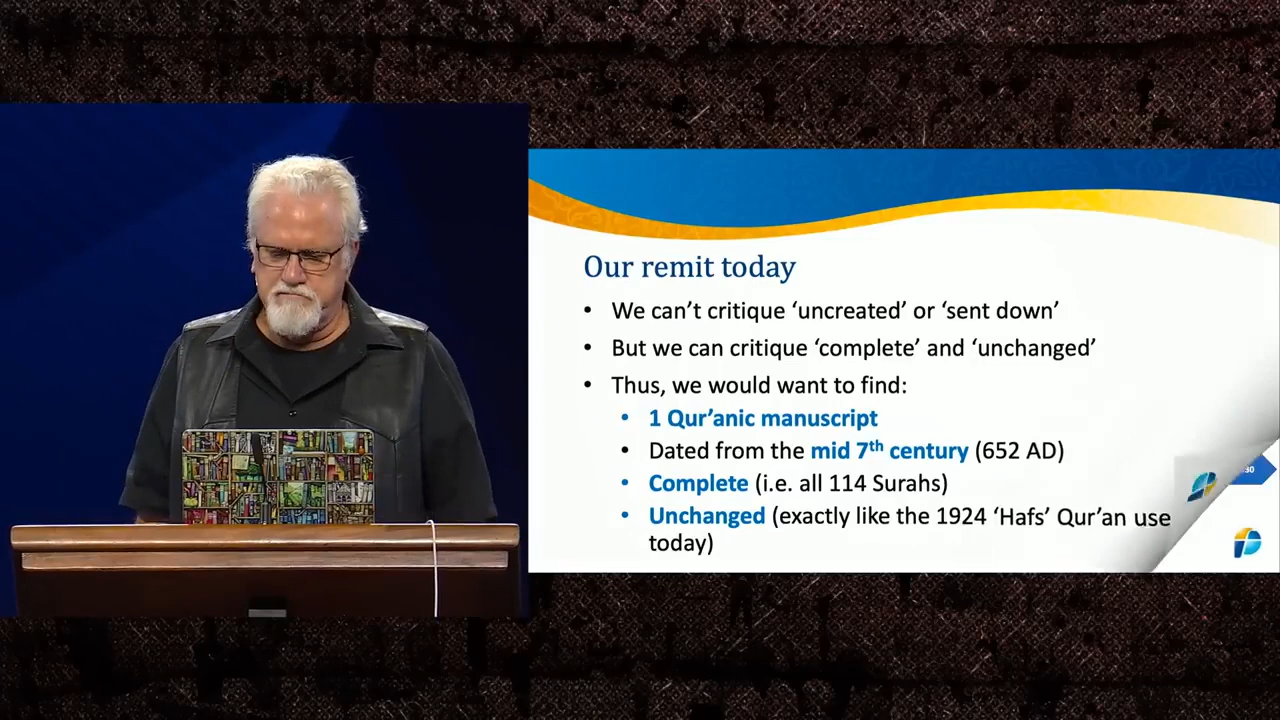 Our remit today
• We can’t critique ‘uncreated’ or ‘sent down’
• But we can critique ‘complete’ and ‘unchanged’
• Thus, we would want to find:
• 1 Qur’anic manuscript
• Dated from the mid 7th century (652 AD)
• Complete (i.e. all 114 Surahs)
• Unchanged (exactly like the 1924 ‘Hafs’ Qur’an use
today)
30